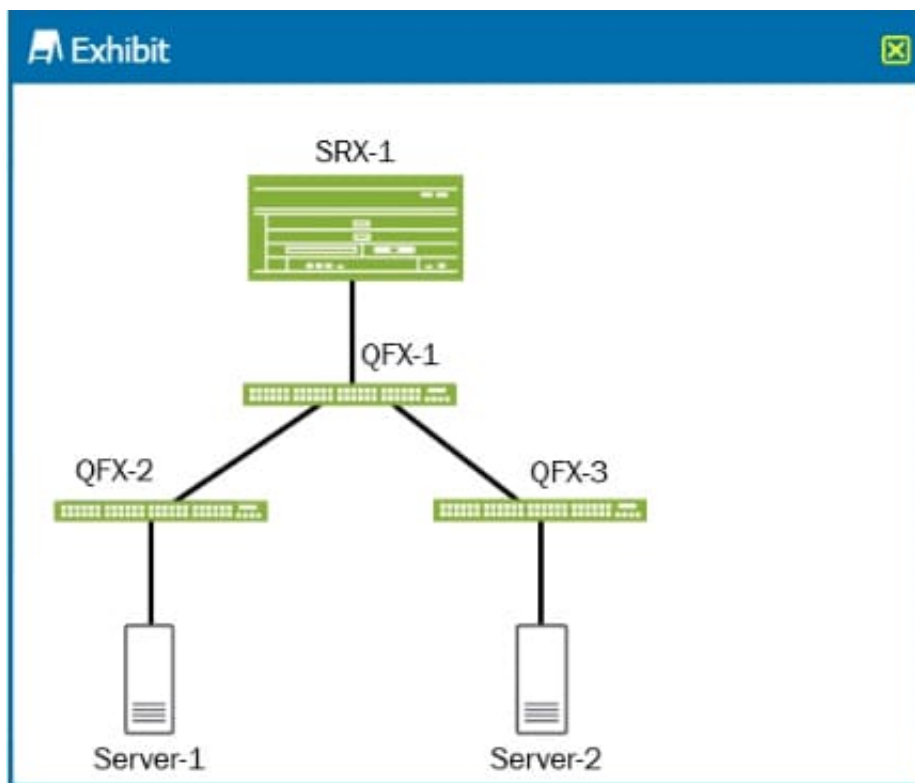 Exhibit
SRX-1
QFX-1
QFX-2
QFX-3
Server-1
Server-2